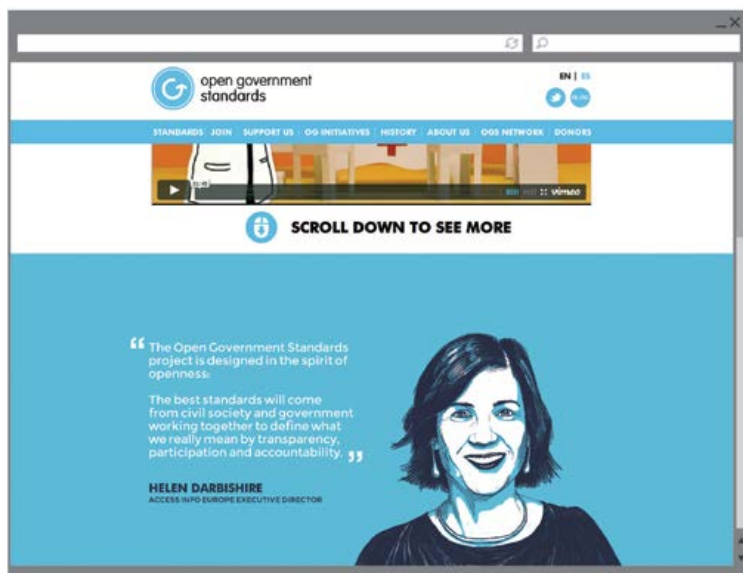 open government
standards
EN | ES
BLOG
STANDARDS JOIN SUPPORT US OG INITIATIVES HISTORY ABOUT US OGS NETWORK DONORS
vimeo
SCROLL DOWN TO SEE MORE
“ The Open Government Standards
project is designed in the spirit of
openness:
The best standards will come
from civil society and government
working together to define what
we really mean by transparency,
participation and accountability. ”
HELEN DARBISHIRE
ACCESS INFO EUROPE EXECUTIVE DIRECTOR